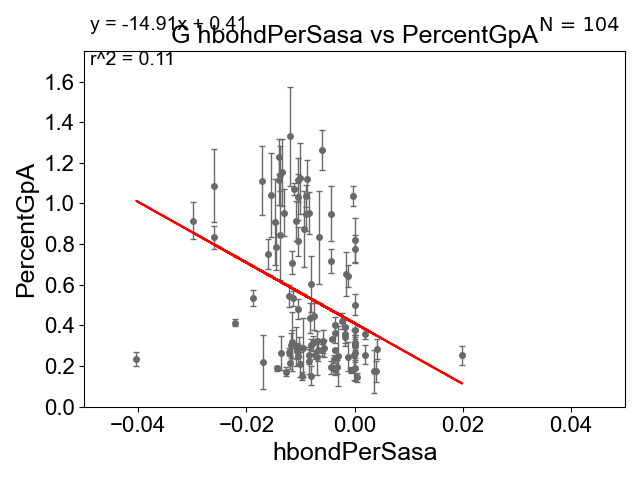 y = -14.91x + 0.41
G hbondPerSasa vs PercentGpA
N = 104
r^2 = 0.11
PercentGpA
1.6
1.4
1.2
1.0
0.8
0.6
0.4
0.2
0.0
−0.04
−0.02
0.00
0.02
0.04
hbondPerSasa